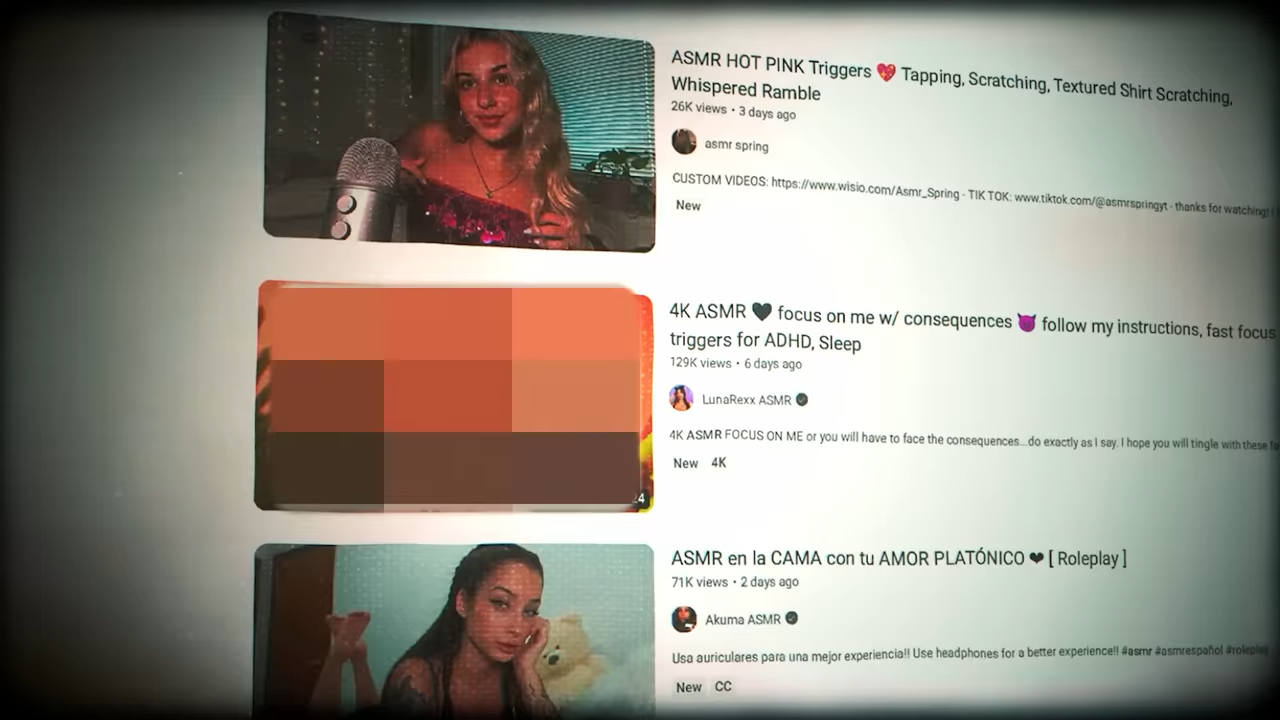 ASMR HOT PINK Triggers 💖 Tapping, Scratching, Textured Shirt Scratching,
Whispered Ramble
26K views • 3 days ago
asmr spring
CUSTOM VIDEOS: https://www.wisio.com/Asmr_Spring - TIK TOK: www.tiktok.com/@asmrspringyt - thanks for watching!
New
4K ASMR 🖤 focus on me w/ consequences 😈 follow my instructions, fast focus
triggers for ADHD, Sleep
129K views • 6 days ago
LunaRexx ASMR
4K ASMR FOCUS ON ME or you will have to face the consequences...do exactly as I say. I hope you will tingle with these
New 4K
ASMR en la CAMA con tu AMOR PLATÓNICO ❤ [ Roleplay ]
71K views • 2 days ago
Akuma ASMR
Usa auriculares para una mejor experiencia!! Use headphones for a better experience!! #asmr #asmrespañol #roleplay
New CC